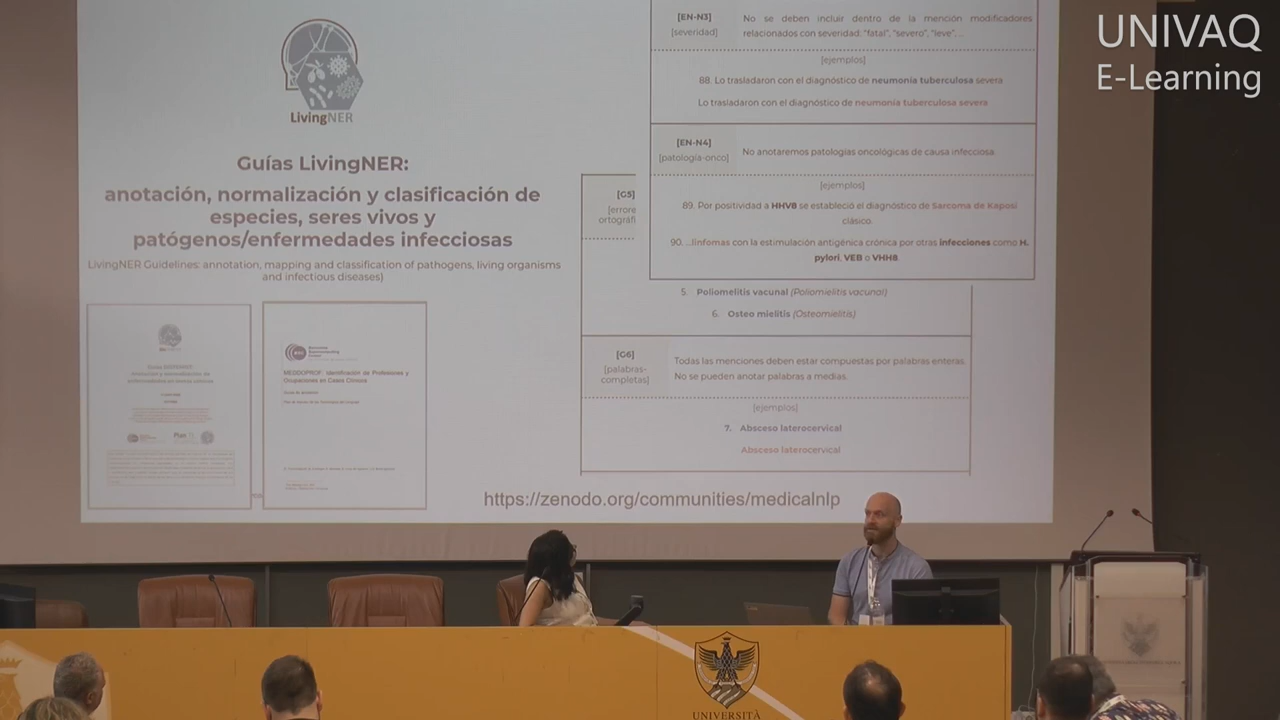 UNIVAQ
E-Learning
LivingNER
Guías LivingNER:
anotación, normalización y clasificación de
especies, seres vivos y
patógenos/enfermedades infecciosas
LivingNER Guidelines: annotation, mapping and classification of pathogens, living organisms
and infectious diseases)
MEDDOPROF: Identificación de Profesiones y
Ocupaciones en Casos Clínicos
Plan TL
[EN-N3]
[severidad]
No se deben incluir dentro de la mención modificadores
relacionados con severidad: "fatal", "severo", "leve", ...
[ejemplos]
88. Lo trasladaron con el diagnóstico de neumonía tuberculosa severa
Lo trasladaron con el diagnóstico de neumonía tuberculosa severa
[EN-N4]
[patología-onco]
No anotaremos patologías oncológicas de causa infecciosa.
[ejemplos]
89. Por positividad a HHV8 se estableció el diagnóstico de Sarcoma de Kaposi
clásico.
90. ...linfomas con la estimulación antigénica crónica por otras infecciones como H.
pylori, VEB o VHH8.
[G5]
[errore
ortográfi
5. Poliomelitis vacunal (Poliomielitis vacunal)
6. Osteo mielitis (Osteomielitis)
[G6]
[palabras-
completas]
Todas las menciones deben estar compuestas por palabras enteras.
No se pueden anotar palabras a medias.
[ejemplos]
7. Absceso laterocervical
Absceso laterocervical
https://zenodo.org/communities/medicalnlp
UNIVERSITÀ